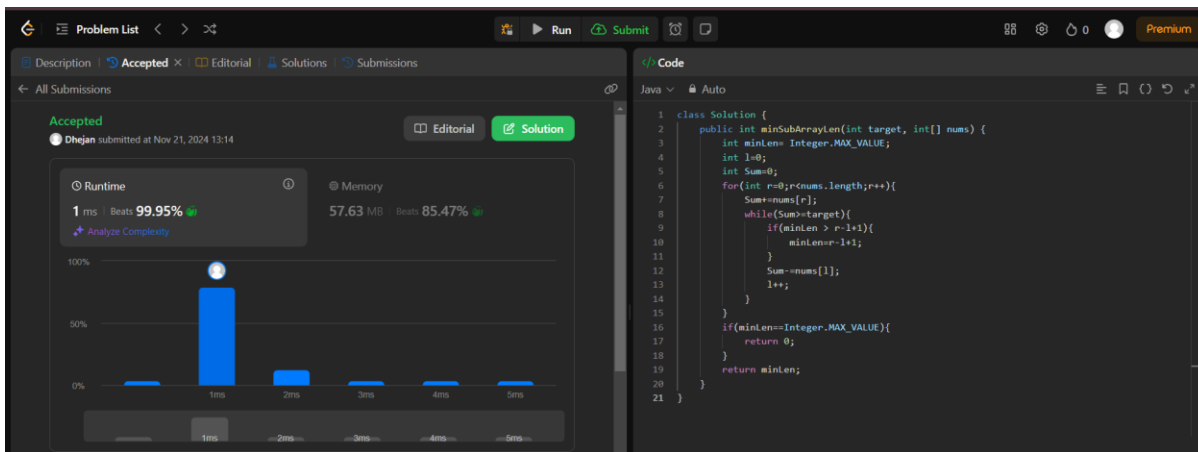 Problem List
Run
Submit
0
Premium
Description
Accepted
Editorial
Solutions
Submissions
All Submissions
Accepted
Dhejan submitted at Nov 21, 2024 13:14
Editorial
Solution
Runtime
1 ms | Beats 99.95%
Analyze Complexity
Memory
57.63 MB | Beats 85.47%
100%
50%
0%
1ms 2ms 3ms 4ms 5ms
1ms 2ms 3ms 4ms 5ms
</> Code
Java Auto
1 class Solution {
2 public int minSubArrayLen(int target, int[] nums) {
3 int minLen= Integer.MAX_VALUE;
4 int l=0;
5 int Sum=0;
6 for(int r=0;r<nums.length;r++){
7 Sum+=nums[r];
8 while(Sum>=target){
9 if(minLen > r-l+1){
10 minLen=r-l+1;
11 }
12 Sum-=nums[l];
13 l++;
14 }
15 }
16 if(minLen==Integer.MAX_VALUE){
17 return 0;
18 }
19 return minLen;
20 }
21 }